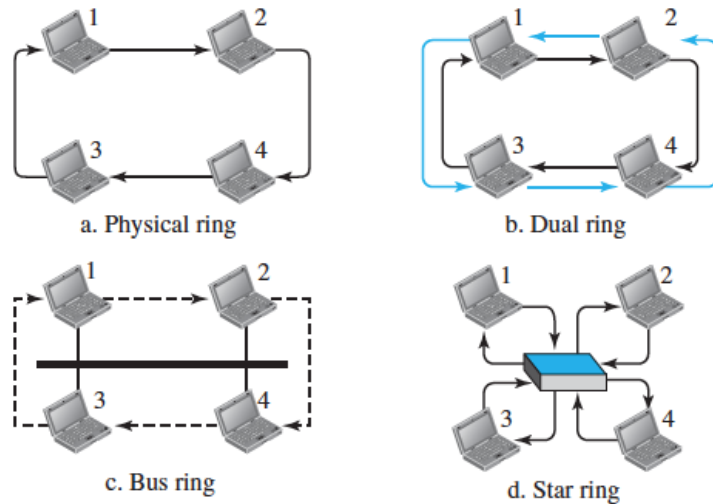 1 2
3 4
a. Physical ring
1 2
3 4
b. Dual ring
1 2
3 4
c. Bus ring
1 2
3 4
d. Star ring